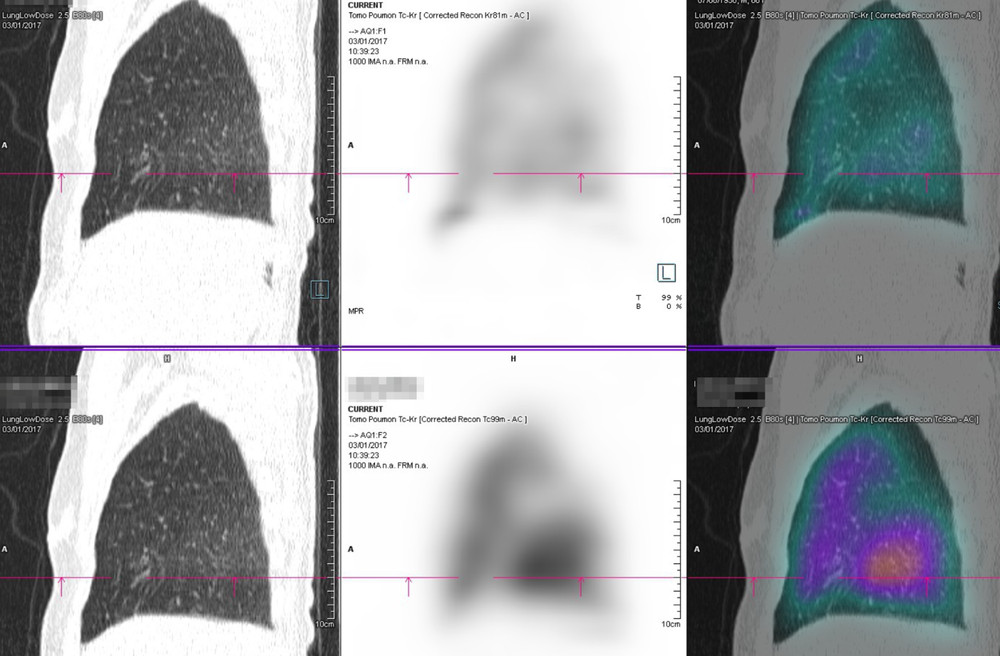 LungLowDose 2.5 B80s [4]
03/01/2017
A
10cm
L
CURRENT
Tomo Poumon Tc-Kr [ Corrected Recon Kr81m - AC ]
--> AQ1:F1
03/01/2017
10:39:23
1000 IMA n.a. FRM n.a.
A
10cm
L
T 99 %
B 0 %
MPR
LungLowDose 2.5 B80s [4] | Tomo Poumon Tc-Kr [ Corrected Recon Kr81m - AC ]
03/01/2017
A
H
LungLowDose 2.5 B80s [4]
03/01/2017
A
10cm
H
CURRENT
Tomo Poumon Tc-Kr [Corrected Recon Tc99m - AC ]
--> AQ1:F2
03/01/2017
10:39:23
1000 IMA n.a. FRM n.a.
A
10cm
H
LungLowDose 2.5 B80s [4] | Tomo Poumon Tc-Kr [Corrected Recon Tc99m - AC ]
03/01/2017
A